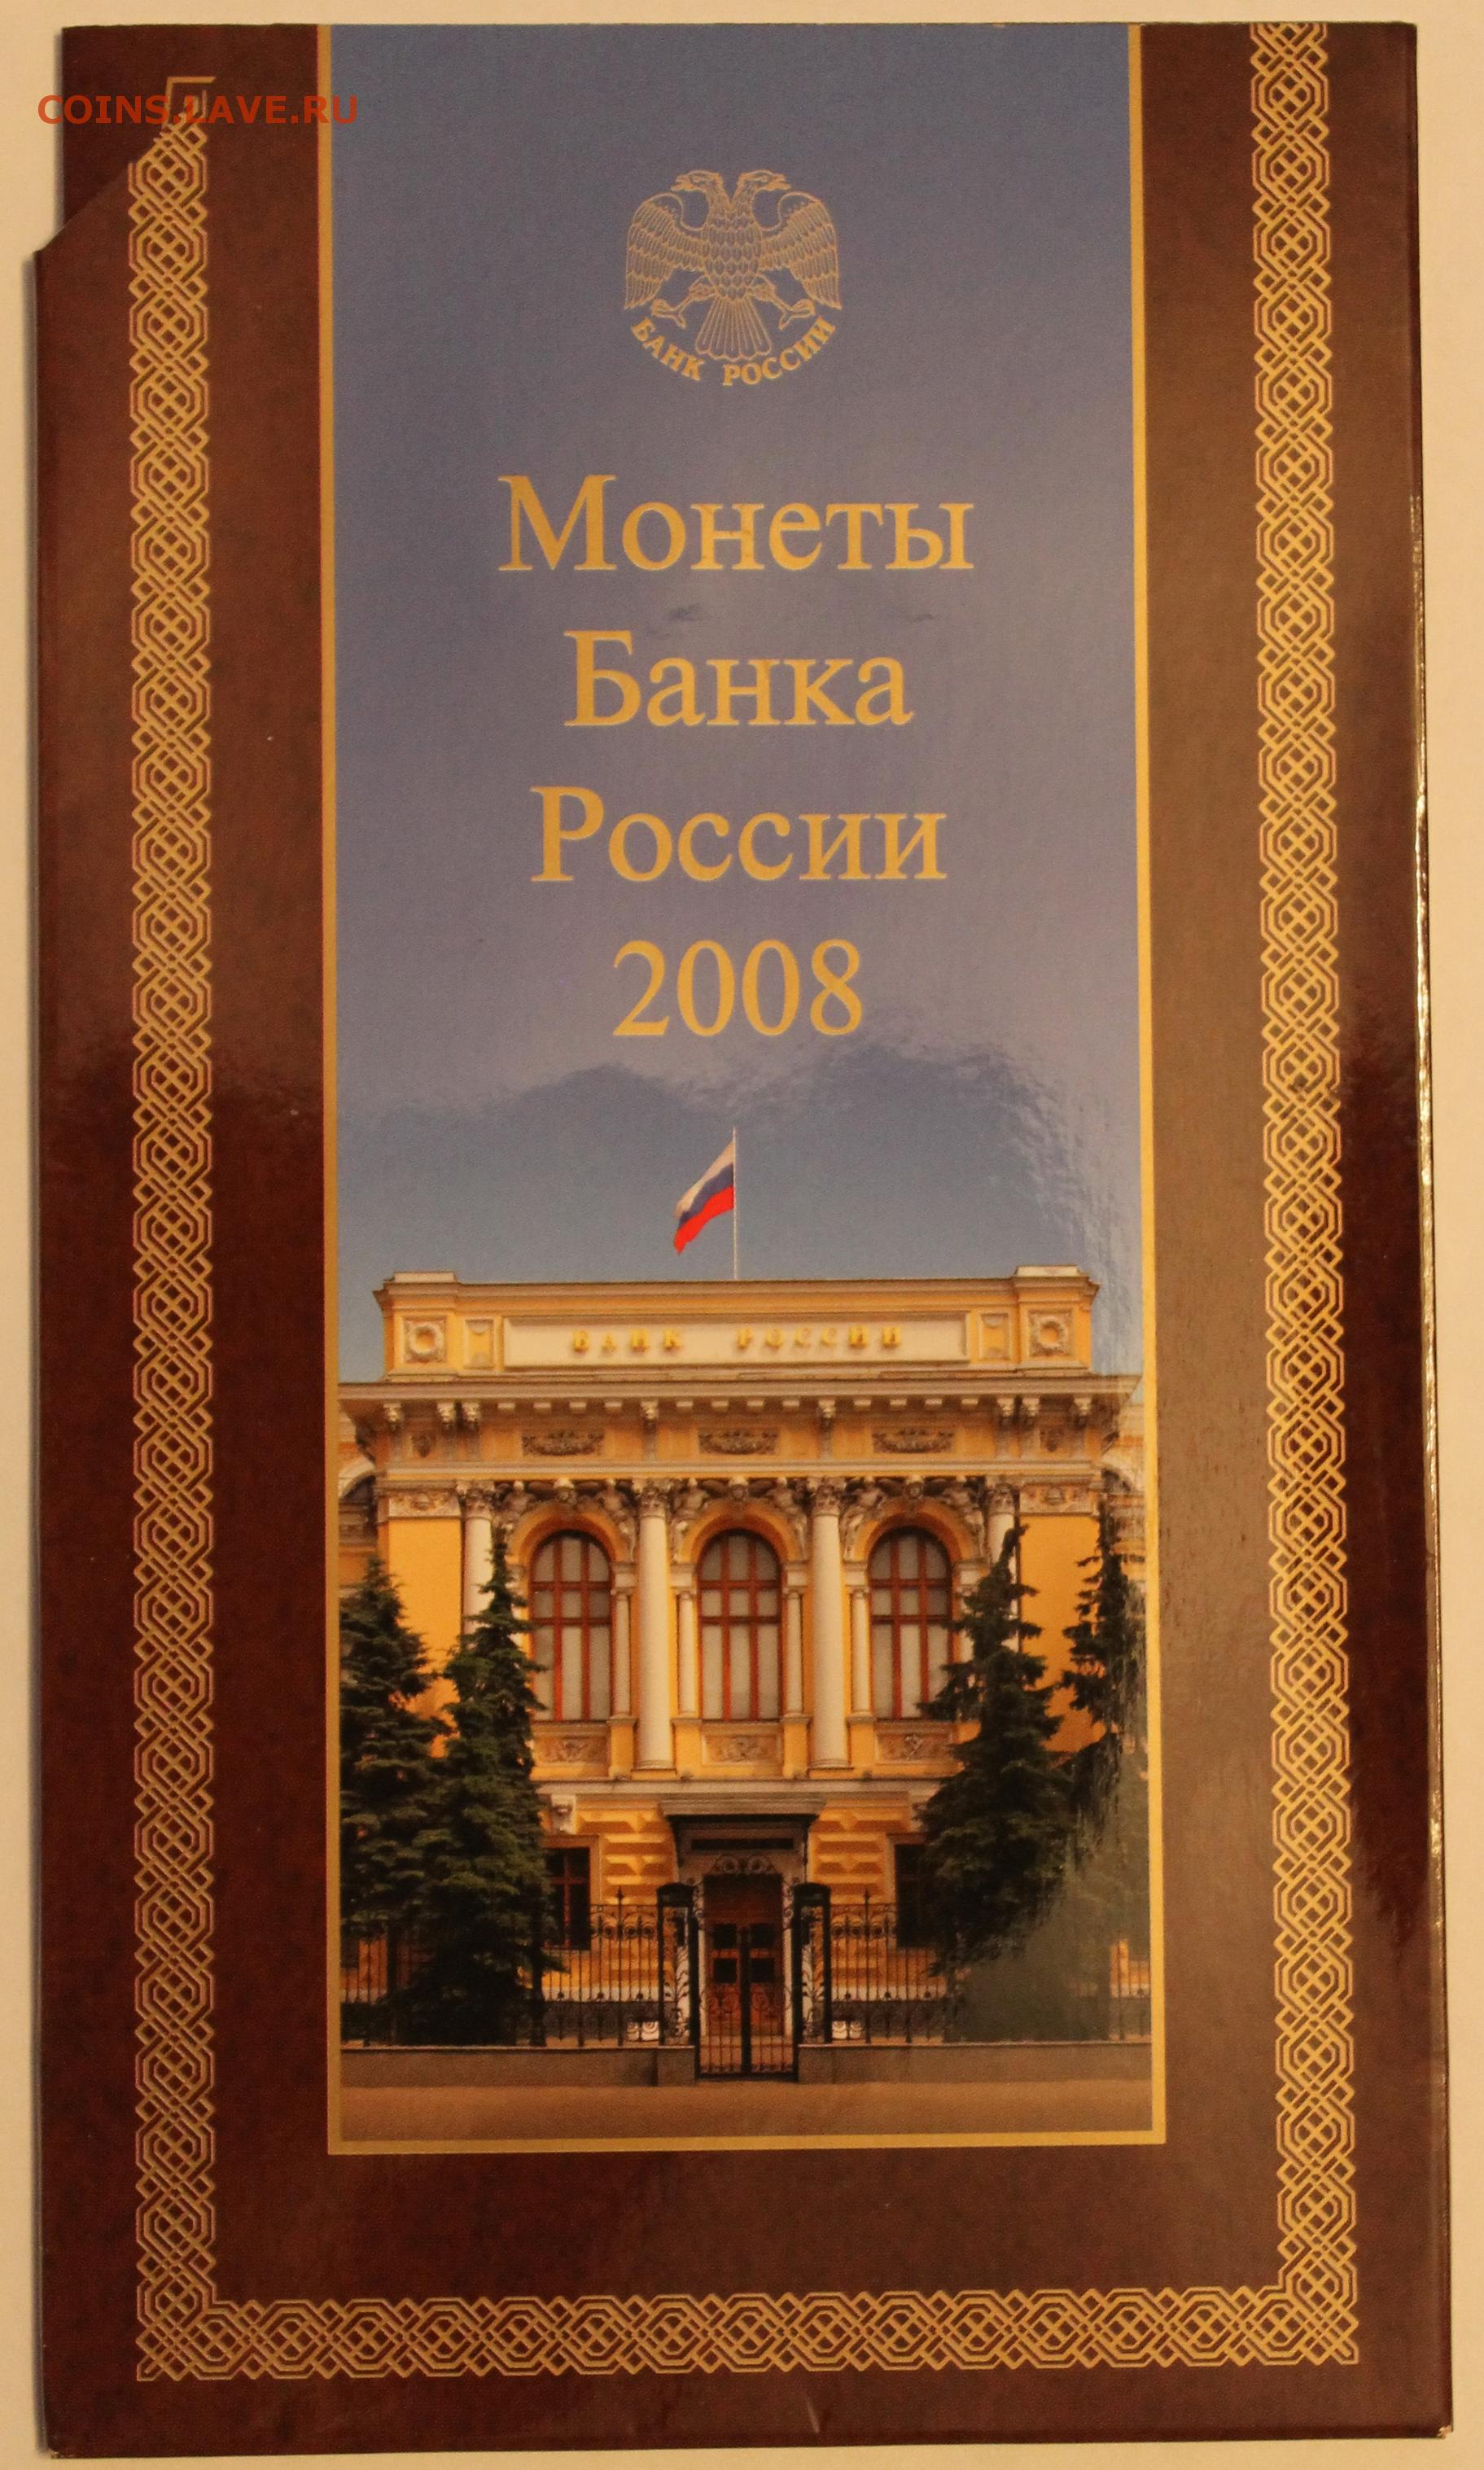 COINS.LAVE.RU
БАНК РОССИИ
Монеты
Банка
России
2008
БАНК РОССИИ